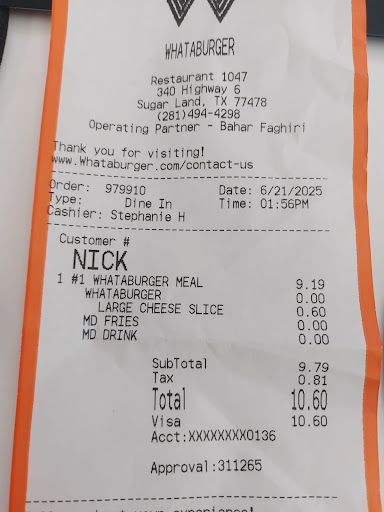 WHATABURGER
Restaurant 1047
340 Highway 6
Sugar Land, TX 77478
(281)494-4298
Operating Partner - Bahar Faghiri
Thank you for visiting!
www.Whataburger.com/contact-us
Order: 979910 Date: 6/21/2025
Type: Dine In Time: 01:56PM
Cashier: Stephanie H
Customer #
NICK
1 #1 WHATABURGER MEAL 9.19
WHATABURGER 0.00
LARGE CHEESE SLICE 0.60
MD FRIES 0.00
MD DRINK 0.00
SubTotal 9.79
Tax 0.81
Total 10.60
Visa 10.60
Acct:XXXXXXXX0136
Approval:311265